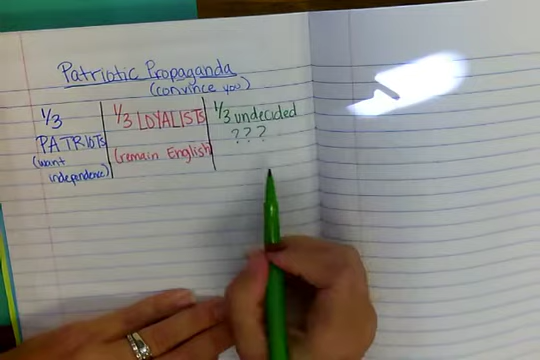 Patriotic Propaganda
(convince you)
1/3
PATRIOTS
(want
independence)
1/3 LOYALISTS
(remain English)
1/3 undecided
???